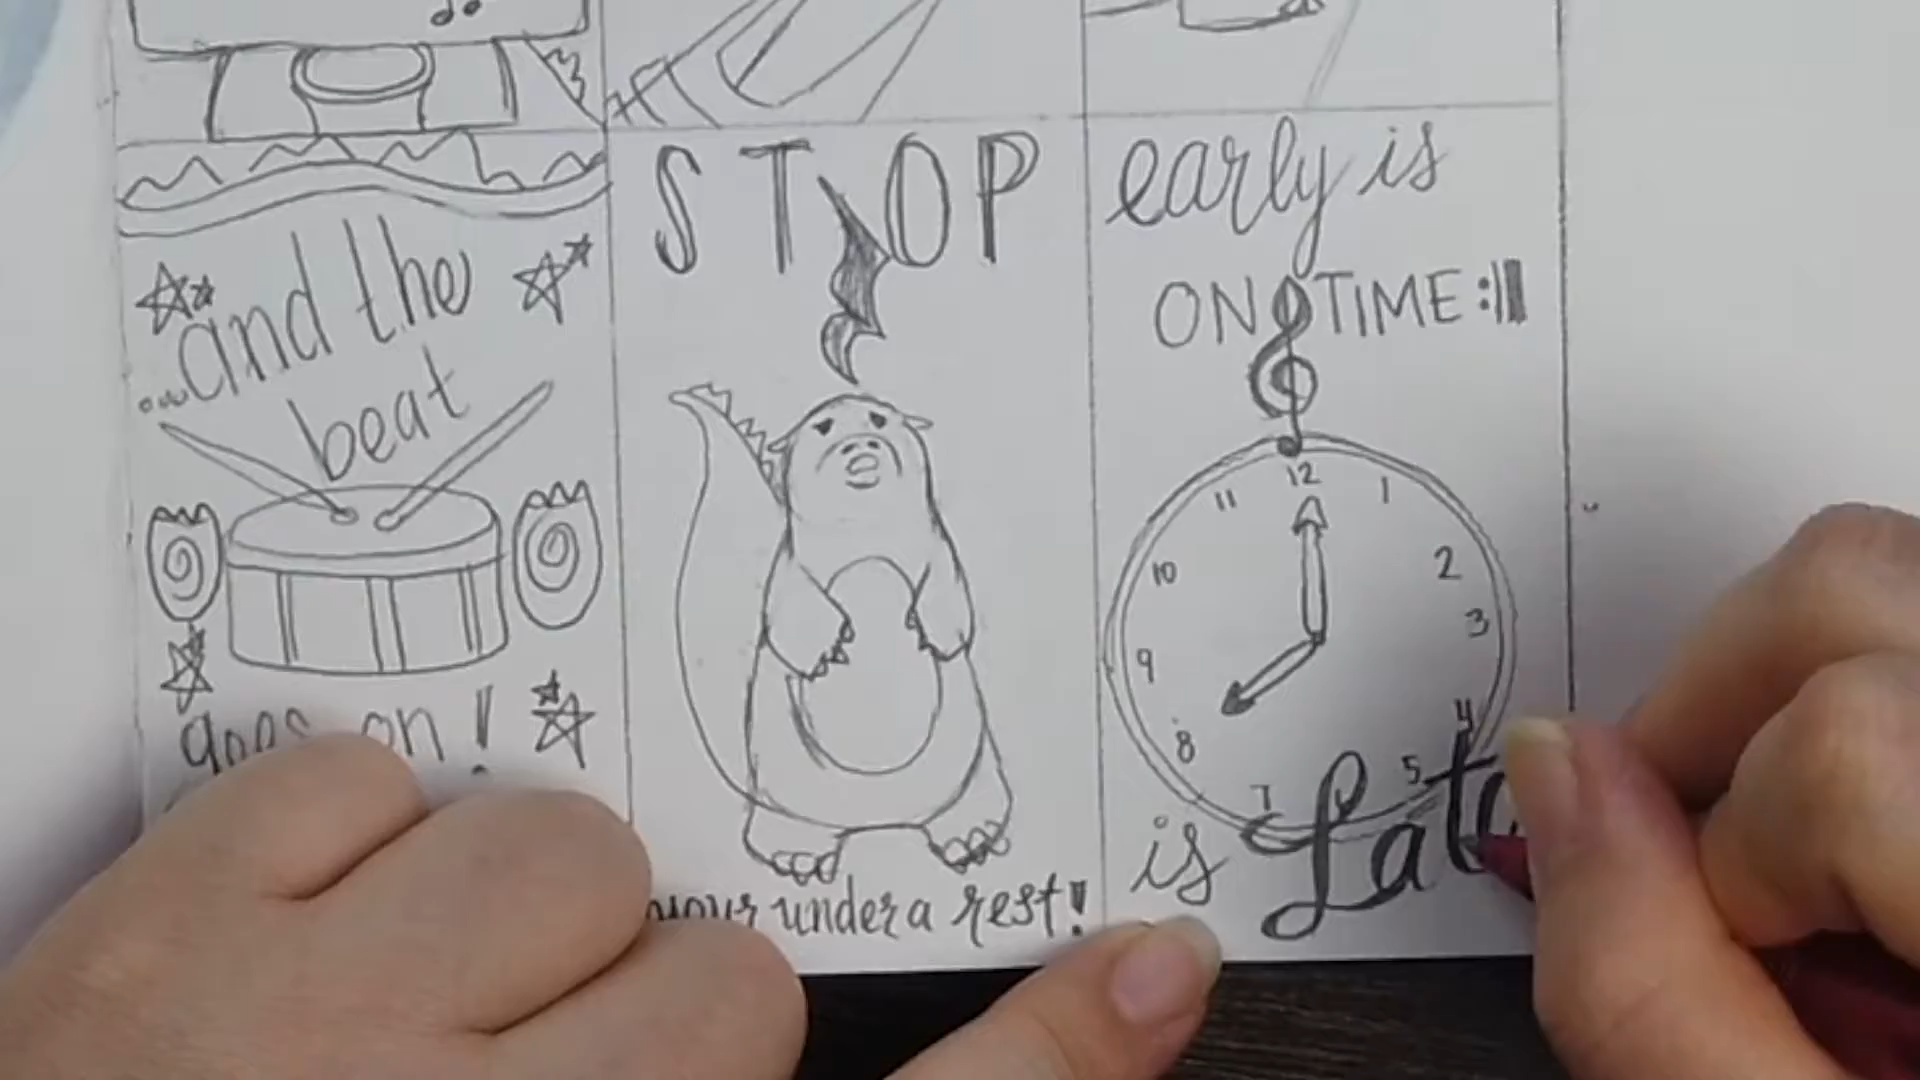 ...and the
beat
goes on!
STOP
your under a rest!
early is
ON TIME
12
11
1
10
2
3
9
4
8
5
7
is